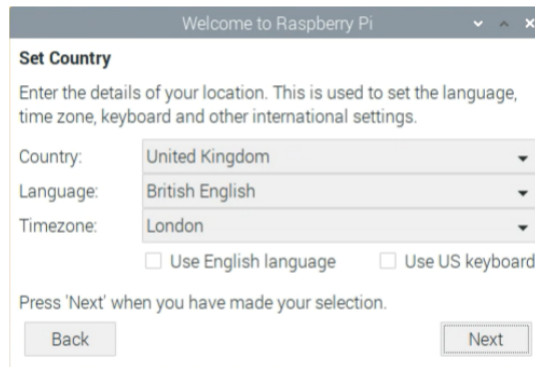 Welcome to Raspberry Pi
Set Country
Enter the details of your location. This is used to set the language,
time zone, keyboard and other international settings.
Country: United Kingdom
Language: British English
Timezone: London
Use English language Use US keyboard
Press 'Next' when you have made your selection.
Back Next